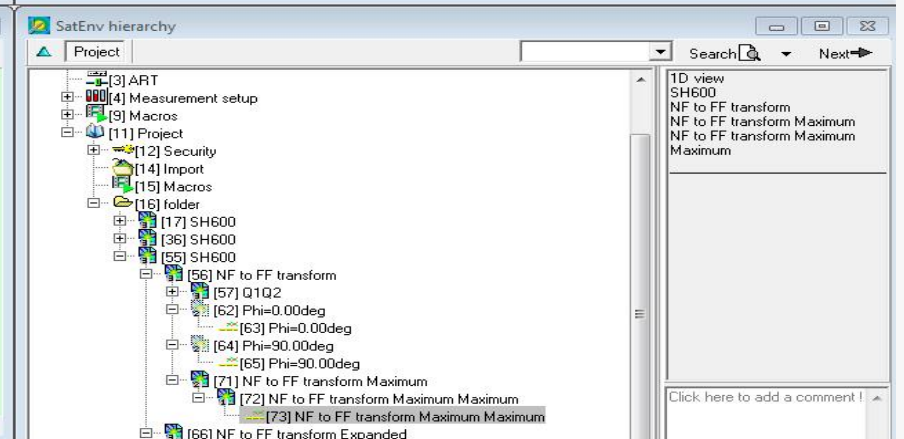 SatEnv hierarchy
Project
Search
Next
[3] ART
[4] Measurement setup
[9] Macros
[11] Project
[12] Security
[14] Import
[15] Macros
[16] folder
[17] SH600
[36] SH600
[55] SH600
[56] NF to FF transform
[57] Q1Q2
[62] Phi=0.00deg
[63] Phi=0.00deg
[64] Phi=90.00deg
[65] Phi=90.00deg
[71] NF to FF transform Maximum
[72] NF to FF transform Maximum Maximum
[73] NF to FF transform Maximum Maximum
[66] NF to FF transform Expanded
1D view
SH600
NF to FF transform
NF to FF transform Maximum
NF to FF transform Maximum
Maximum
Click here to add a comment !